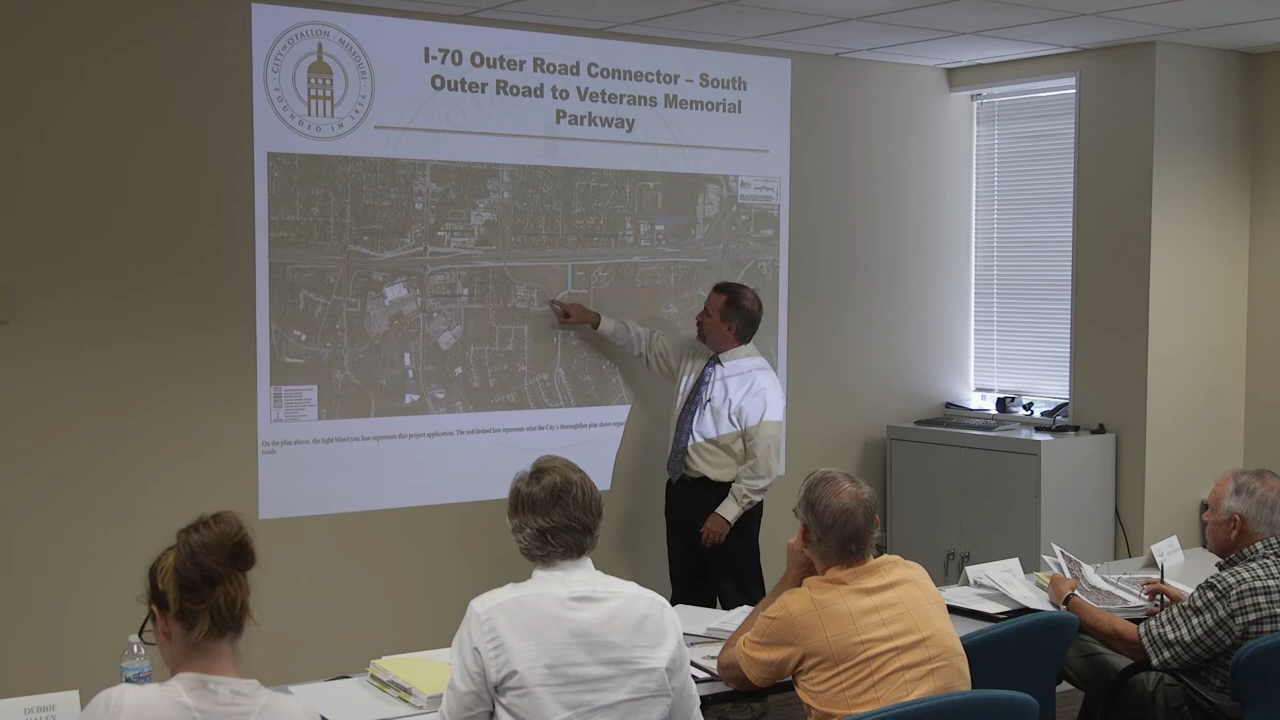 CITY OF O'FALLON, MISSOURI
FOUNDED IN 1856
I-70 Outer Road Connector – South
Outer Road to Veterans Memorial
Parkway
On the plan above, the light blue/cyan line represents this project application. The red/dashed line represents what the City's thoroughfare plan shows
roads
DEBBIE
HALEY